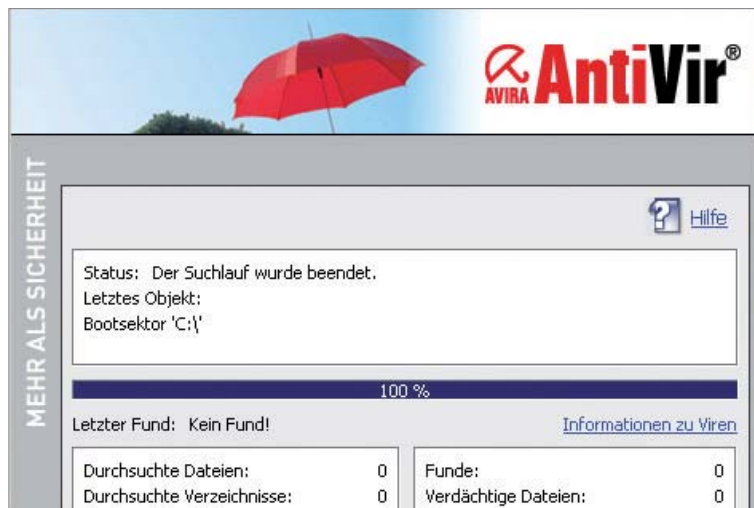 AVIRA AntiVir®
MEHR ALS SICHERHEIT
Hilfe
Status: Der Suchlauf wurde beendet.
Letztes Objekt:
Bootsektor 'C:\'
100 %
Letzter Fund: Kein Fund!
Informationen zu Viren
Durchsuchte Dateien: 0
Durchsuchte Verzeichnisse: 0
Funde: 0
Verdächtige Dateien: 0